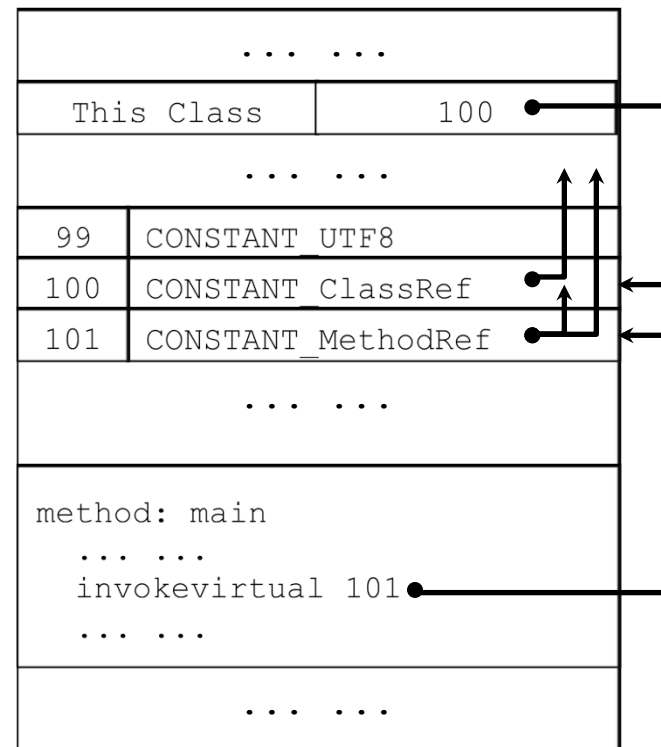 ... ...
This Class 100
... ...
99 CONSTANT_UTF8
100 CONSTANT_ClassRef
101 CONSTANT_MethodRef
... ...
method: main
... ...
invokevirtual 101
... ...
... ...